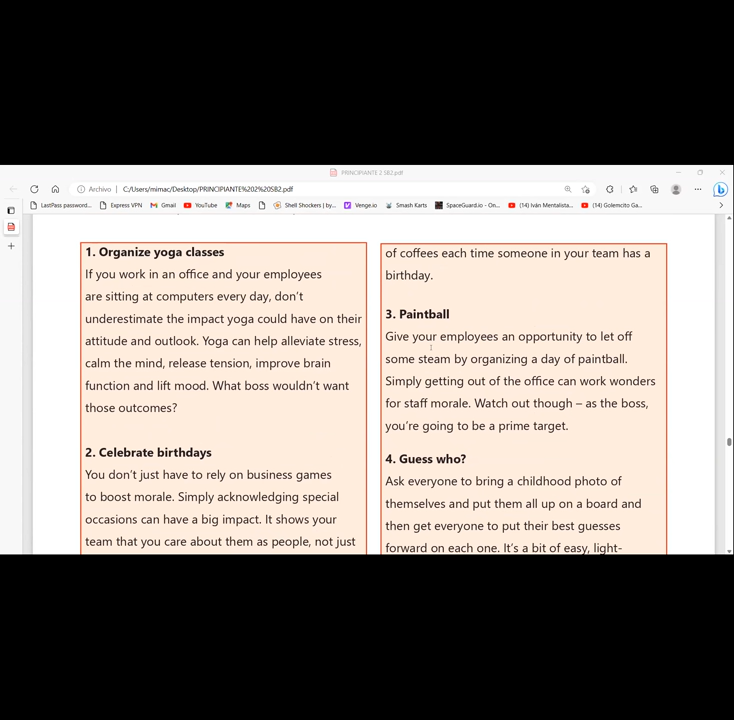 PRINCIPIANTE 2 SB2.pdf
Archivo
C:/Users/mimac/Desktop/PRINCIPIANTE%202%20SB2.pdf
LastPass password...
Express VPN
Gmail
YouTube
Maps
Shell Shockers | by...
Venge.io
Smash Karts
SpaceGuard.io - On...
(14) Iván Mentalista...
(14) Golemcito Ga...
1. Organize yoga classes
If you work in an office and your employees
are sitting at computers every day, don't
underestimate the impact yoga could have on their
attitude and outlook. Yoga can help alleviate stress,
calm the mind, release tension, improve brain
function and lift mood. What boss wouldn't want
those outcomes?
2. Celebrate birthdays
You don't just have to rely on business games
to boost morale. Simply acknowledging special
occasions can have a big impact. It shows your
team that you care about them as people, not just
of coffees each time someone in your team has a
birthday.
3. Paintball
Give your employees an opportunity to let off
some steam by organizing a day of paintball.
Simply getting out of the office can work wonders
for staff morale. Watch out though – as the boss,
you're going to be a prime target.
4. Guess who?
Ask everyone to bring a childhood photo of
themselves and put them all up on a board and
then get everyone to put their best guesses
forward on each one. It's a bit of easy, light-